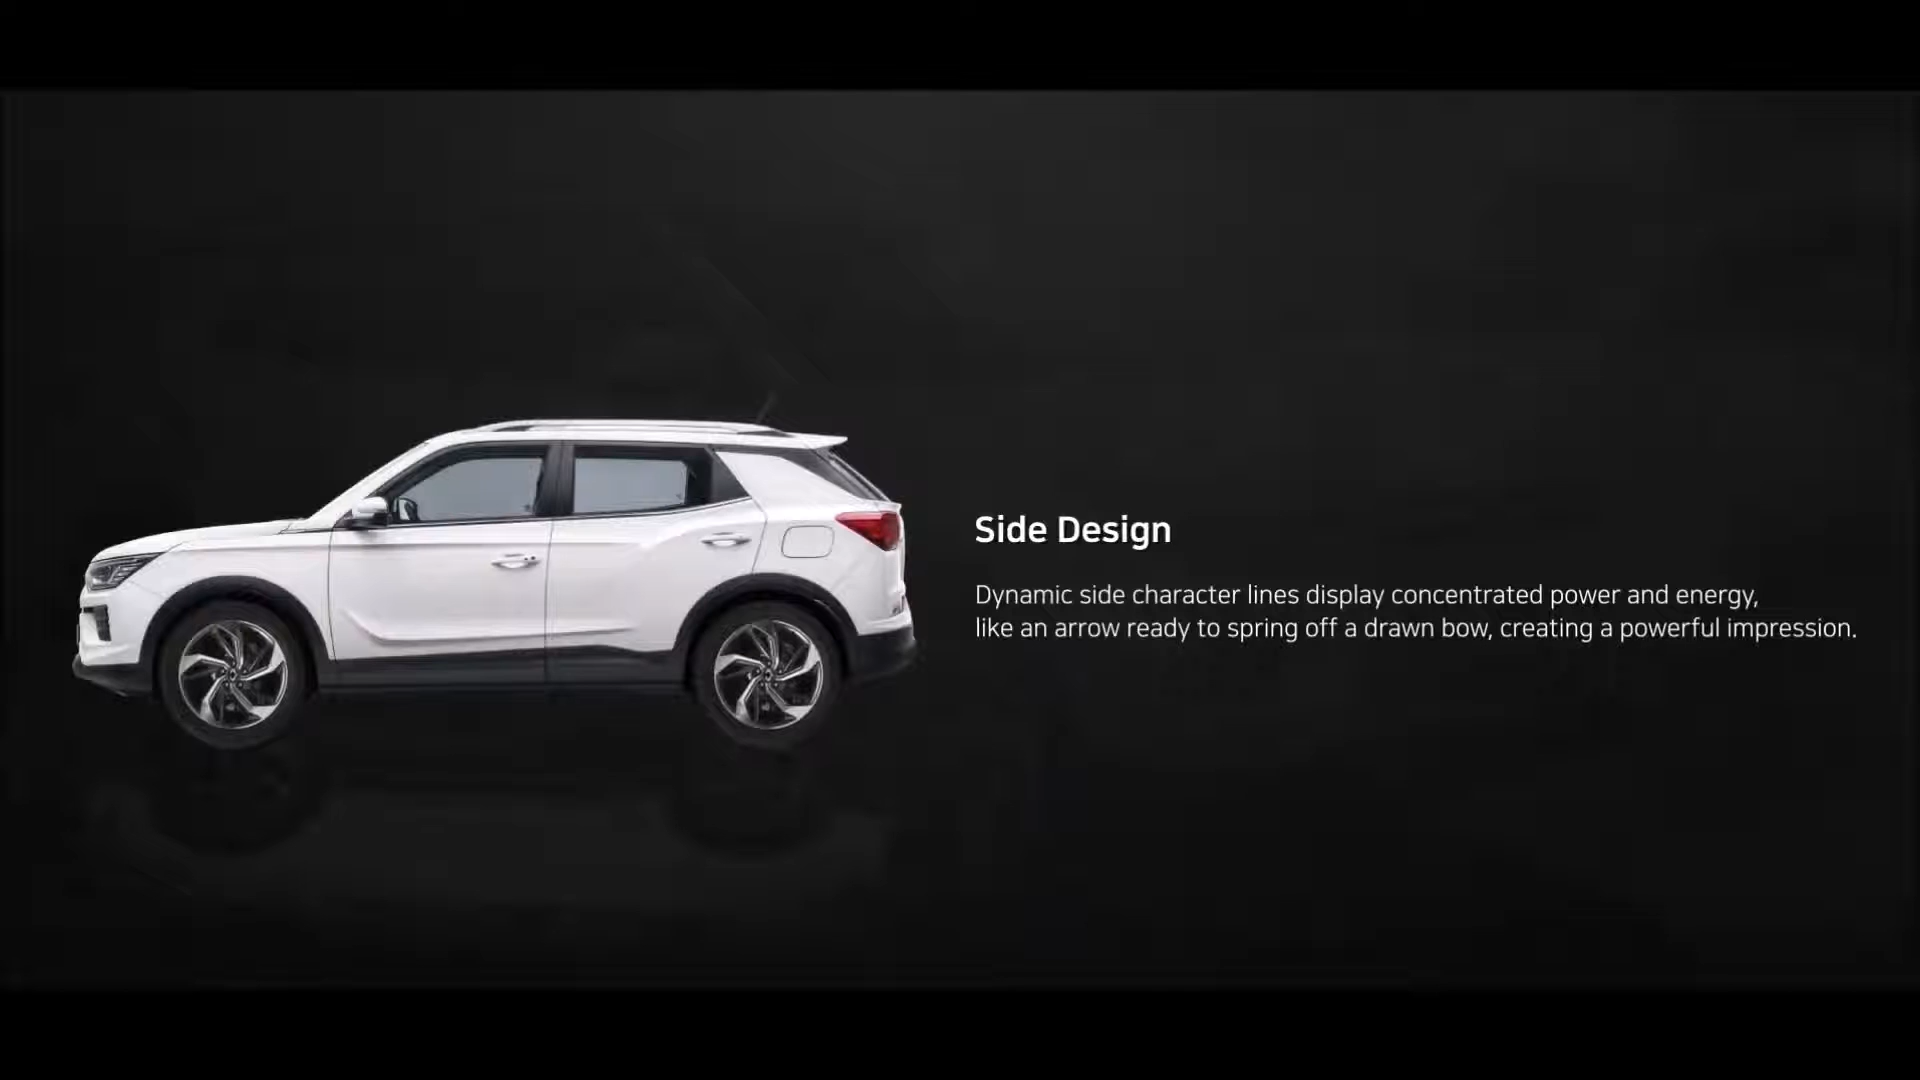 Side Design
Dynamic side character lines display concentrated power and energy,
like an arrow ready to spring off a drawn bow, creating a powerful impression.